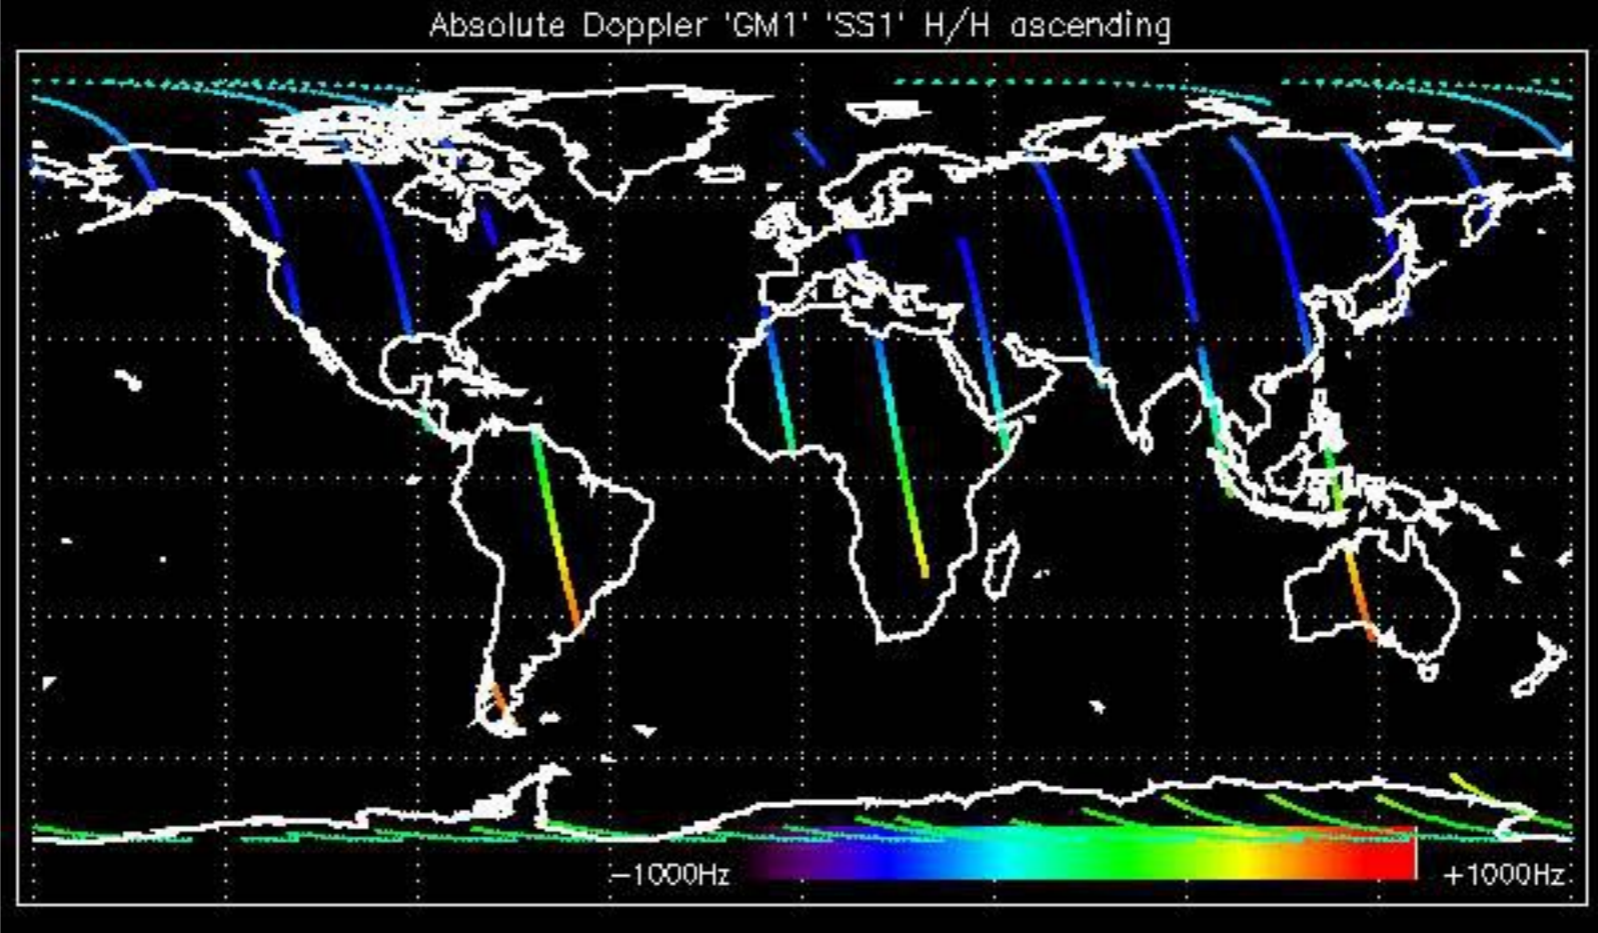 Absolute Doppler 'GM1' 'SS1' H/H ascending
−1000Hz +1000Hz